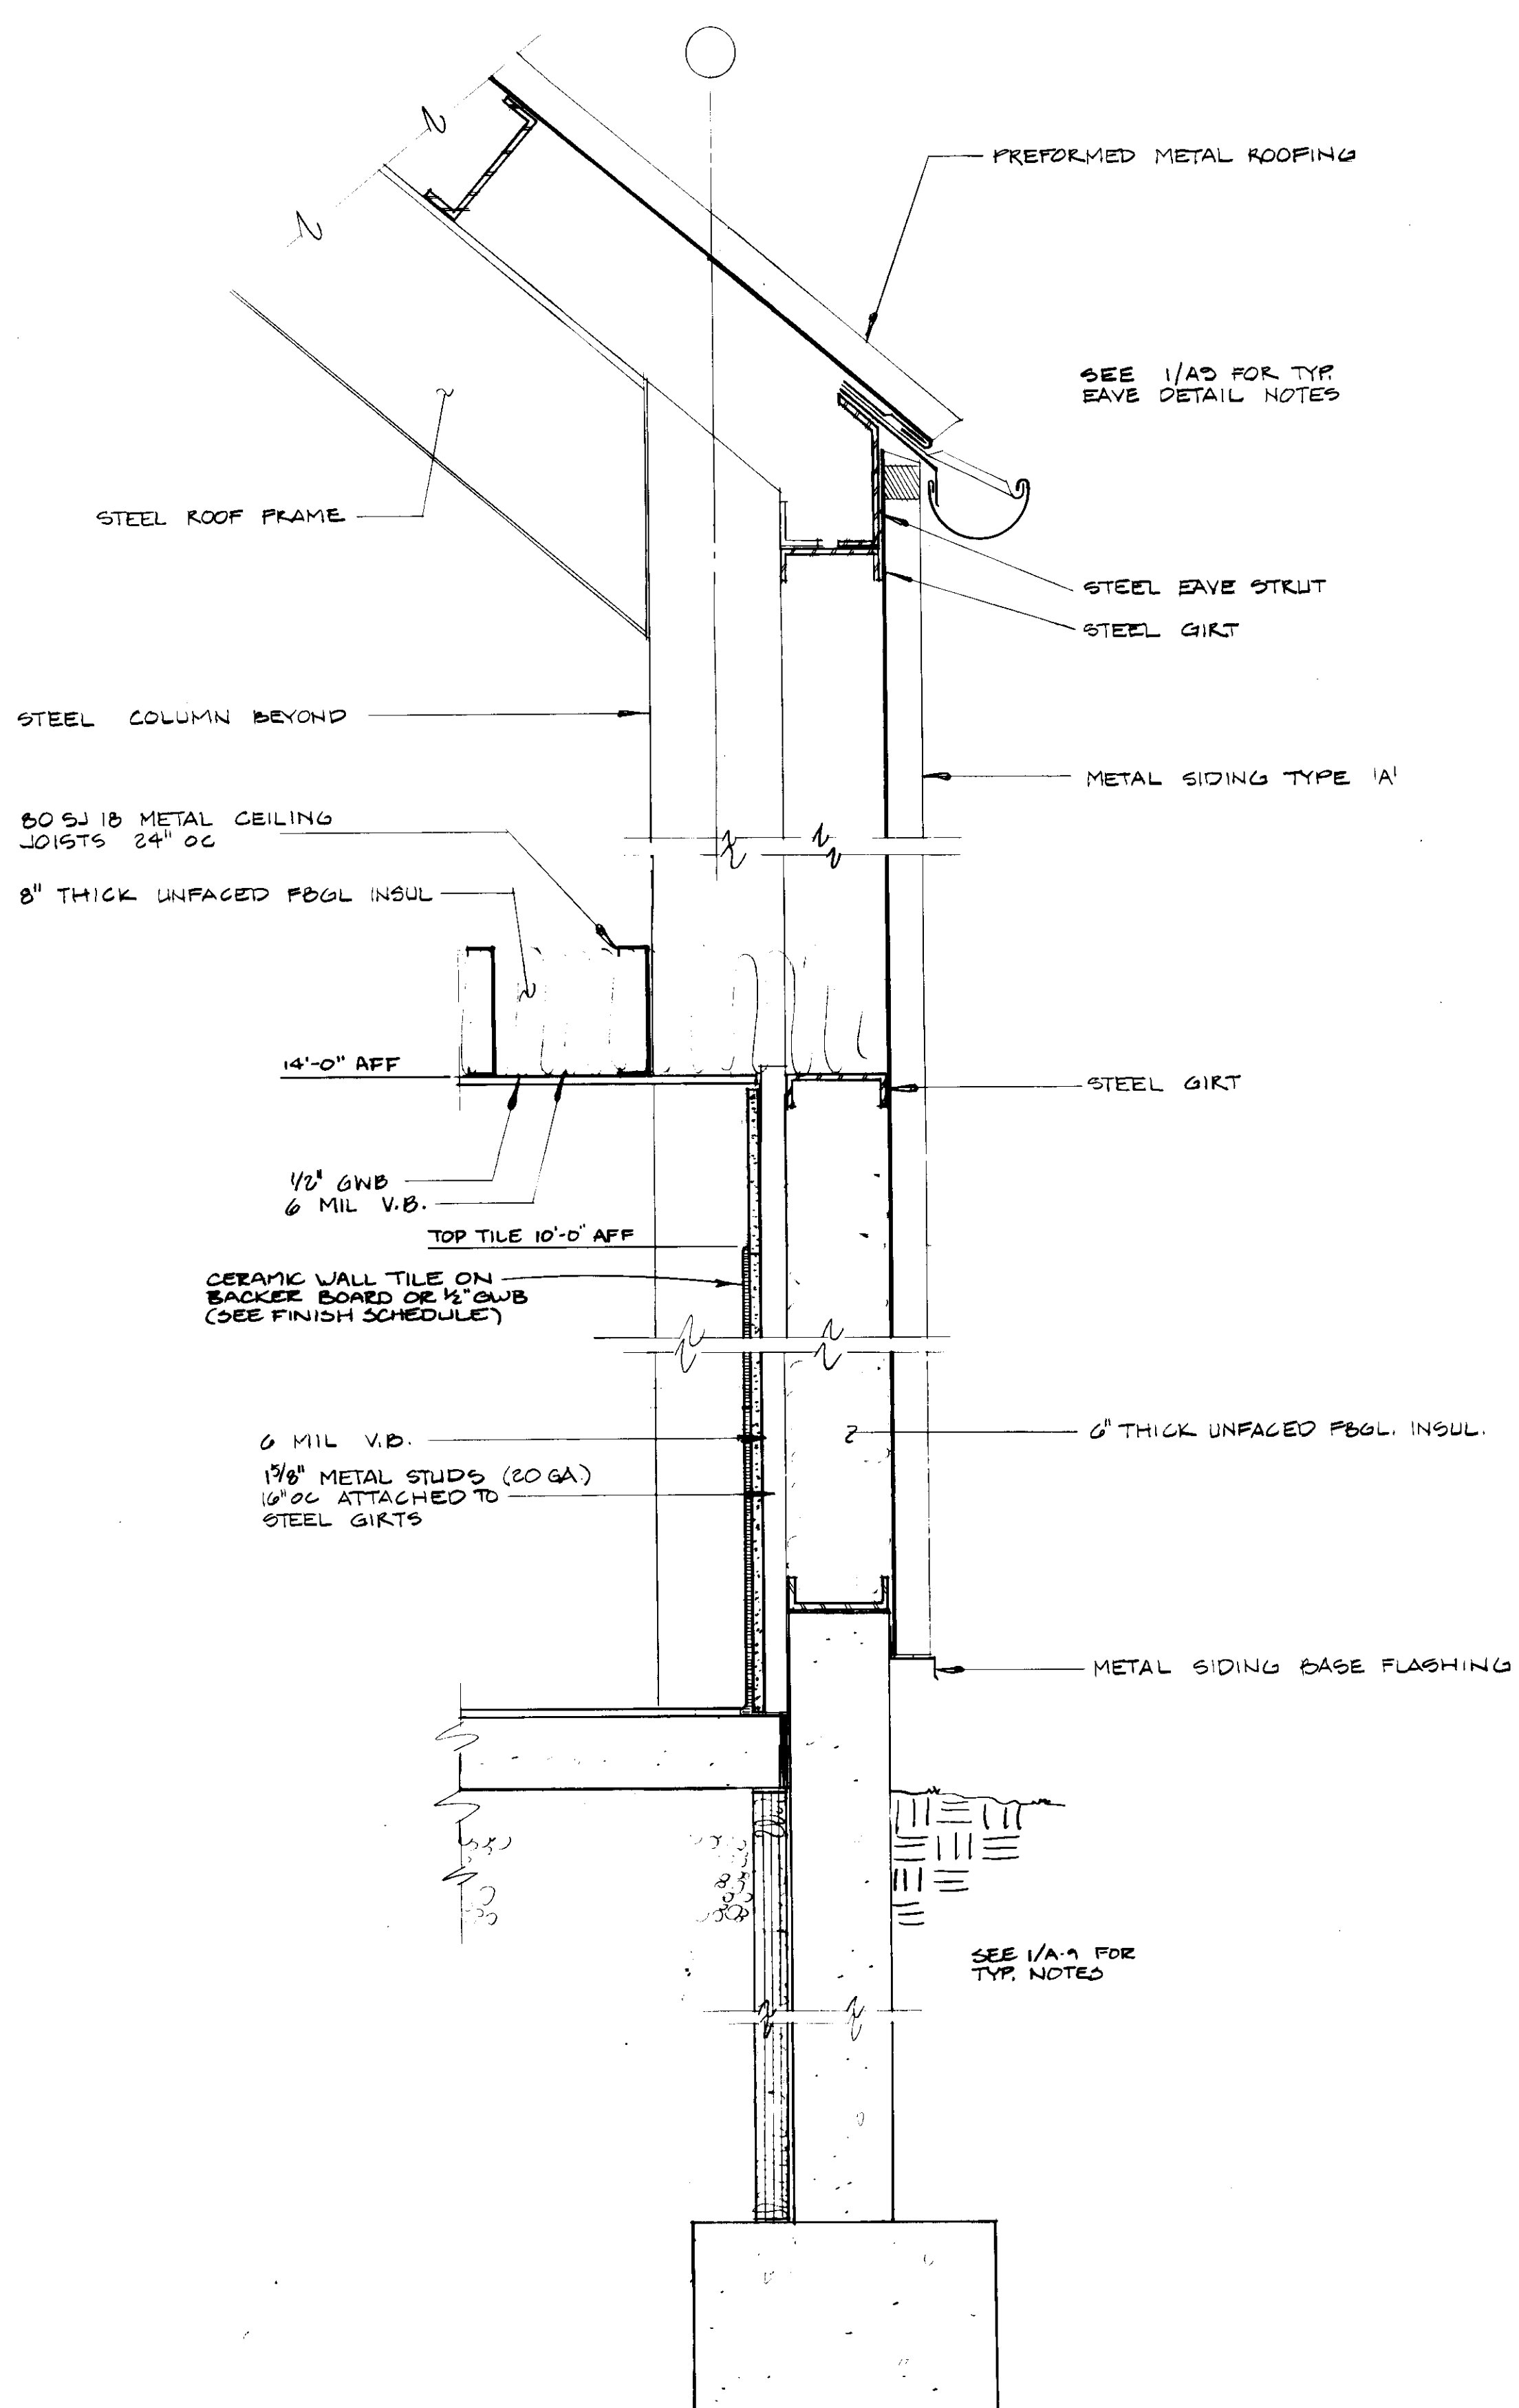 PREFORMED METAL ROOFING
SEE 1/A9 FOR TYP.
EAVE DETAIL NOTES
STEEL ROOF FRAME
STEEL EAVE STRUT
STEEL GIRT
STEEL COLUMN BEYOND
METAL SIDING TYPE 'A'
80 SJ 18 METAL CEILING
JOISTS 24" OC
8" THICK UNFACED FBGL INSUL
14'-0" AFF
STEEL GIRT
1/2" GWB
6 MIL V.B.
TOP TILE 10'-0" AFF
CERAMIC WALL TILE ON
BACKER BOARD OR 1/2" GWB
(SEE FINISH SCHEDULE)
6 MIL V.B.
6" THICK UNFACED FBGL. INSUL.
1 5/8" METAL STUDS (20 GA.)
16" OC ATTACHED TO
STEEL GIRTS
METAL SIDING BASE FLASHING
SEE 1/A-9 FOR
TYP. NOTES